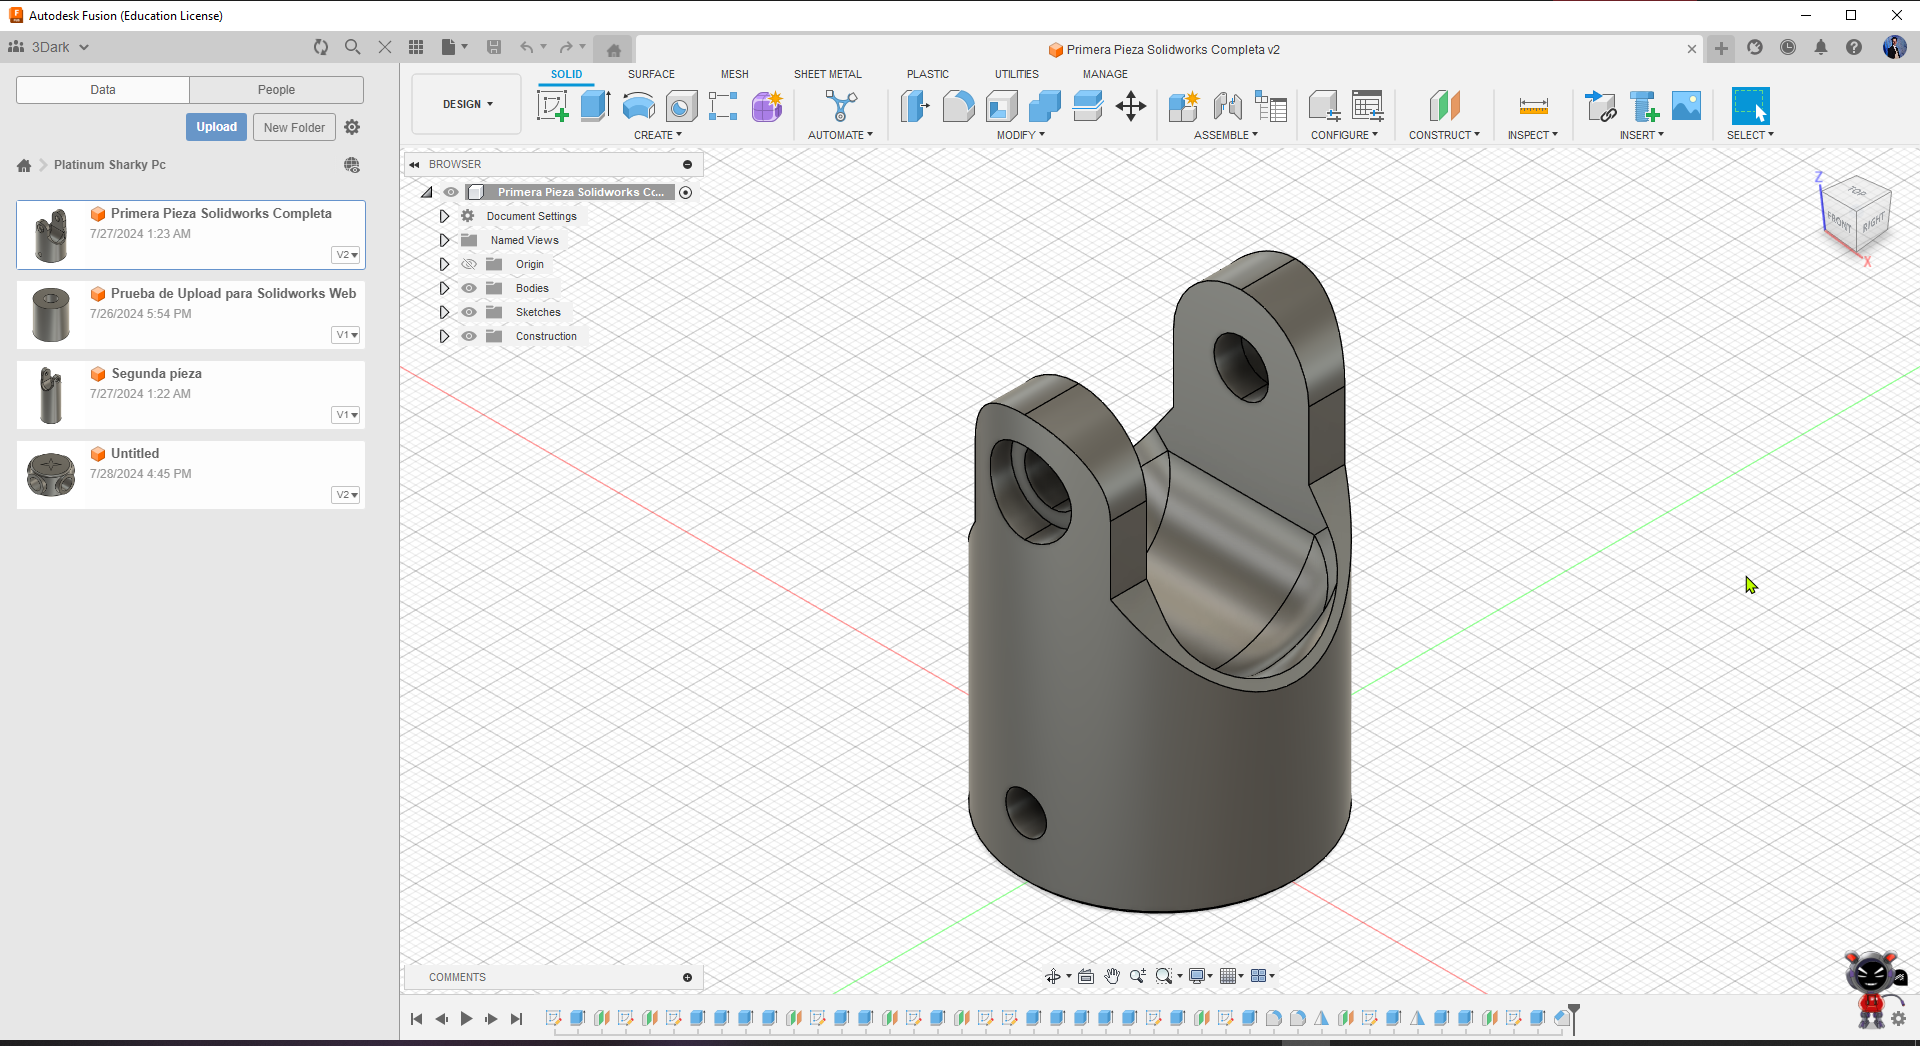 Autodesk Fusion (Education License)
3Dark
Primera Pieza Solidworks Completa v2
Data
People
Upload
New Folder
Platinum Sharky Pc
Primera Pieza Solidworks Completa
7/27/2024 1:23 AM
V2
Prueba de Upload para Solidworks Web
7/26/2024 5:54 PM
V1
Segunda pieza
7/27/2024 1:22 AM
V1
Untitled
7/28/2024 4:45 PM
V2
DESIGN
SOLID
SURFACE
MESH
SHEET METAL
PLASTIC
UTILITIES
MANAGE
CREATE
AUTOMATE
MODIFY
ASSEMBLE
CONFIGURE
CONSTRUCT
INSPECT
INSERT
SELECT
BROWSER
Primera Pieza Solidworks Cc...
Document Settings
Named Views
Origin
Bodies
Sketches
Construction
Z
TOP
FRONT
RIGHT
X
COMMENTS